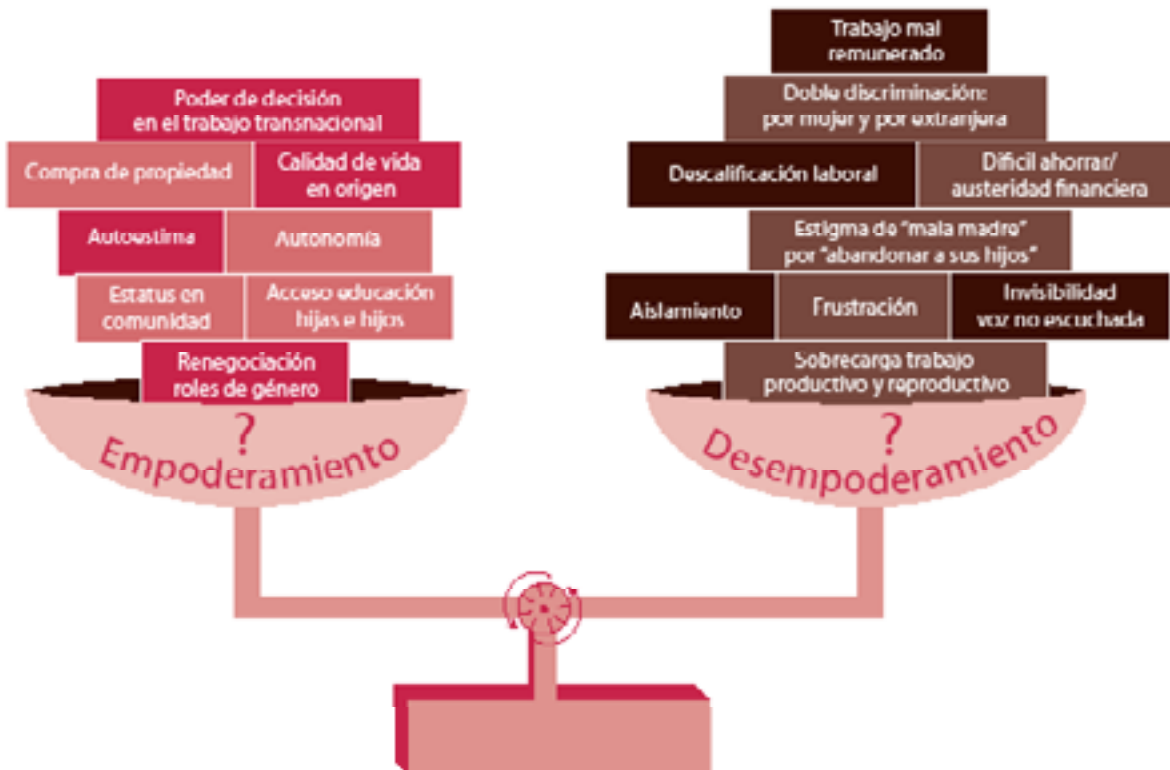 Poder de decisión
en el trabajo transnacional
Compra de propiedad
Calidad de vida
en origen
Autoestima
Autonomía
Estatus en
comunidad
Acceso educación
hijas e hijos
Renegociación
roles de género
?
Empoderamiento
Trabajo mal
remunerado
Doble discriminación:
por mujer y por extranjera
Descalificación laboral
Dificil ahorrar/
austeridad financiera
Estigma de "mala madre"
por "abandonar a sus hijos"
Aislamiento
Frustración
Invisibilidad
voz no escuchada
Sobrecarga trabajo
productivo y reproductivo
?
Desempoderamiento